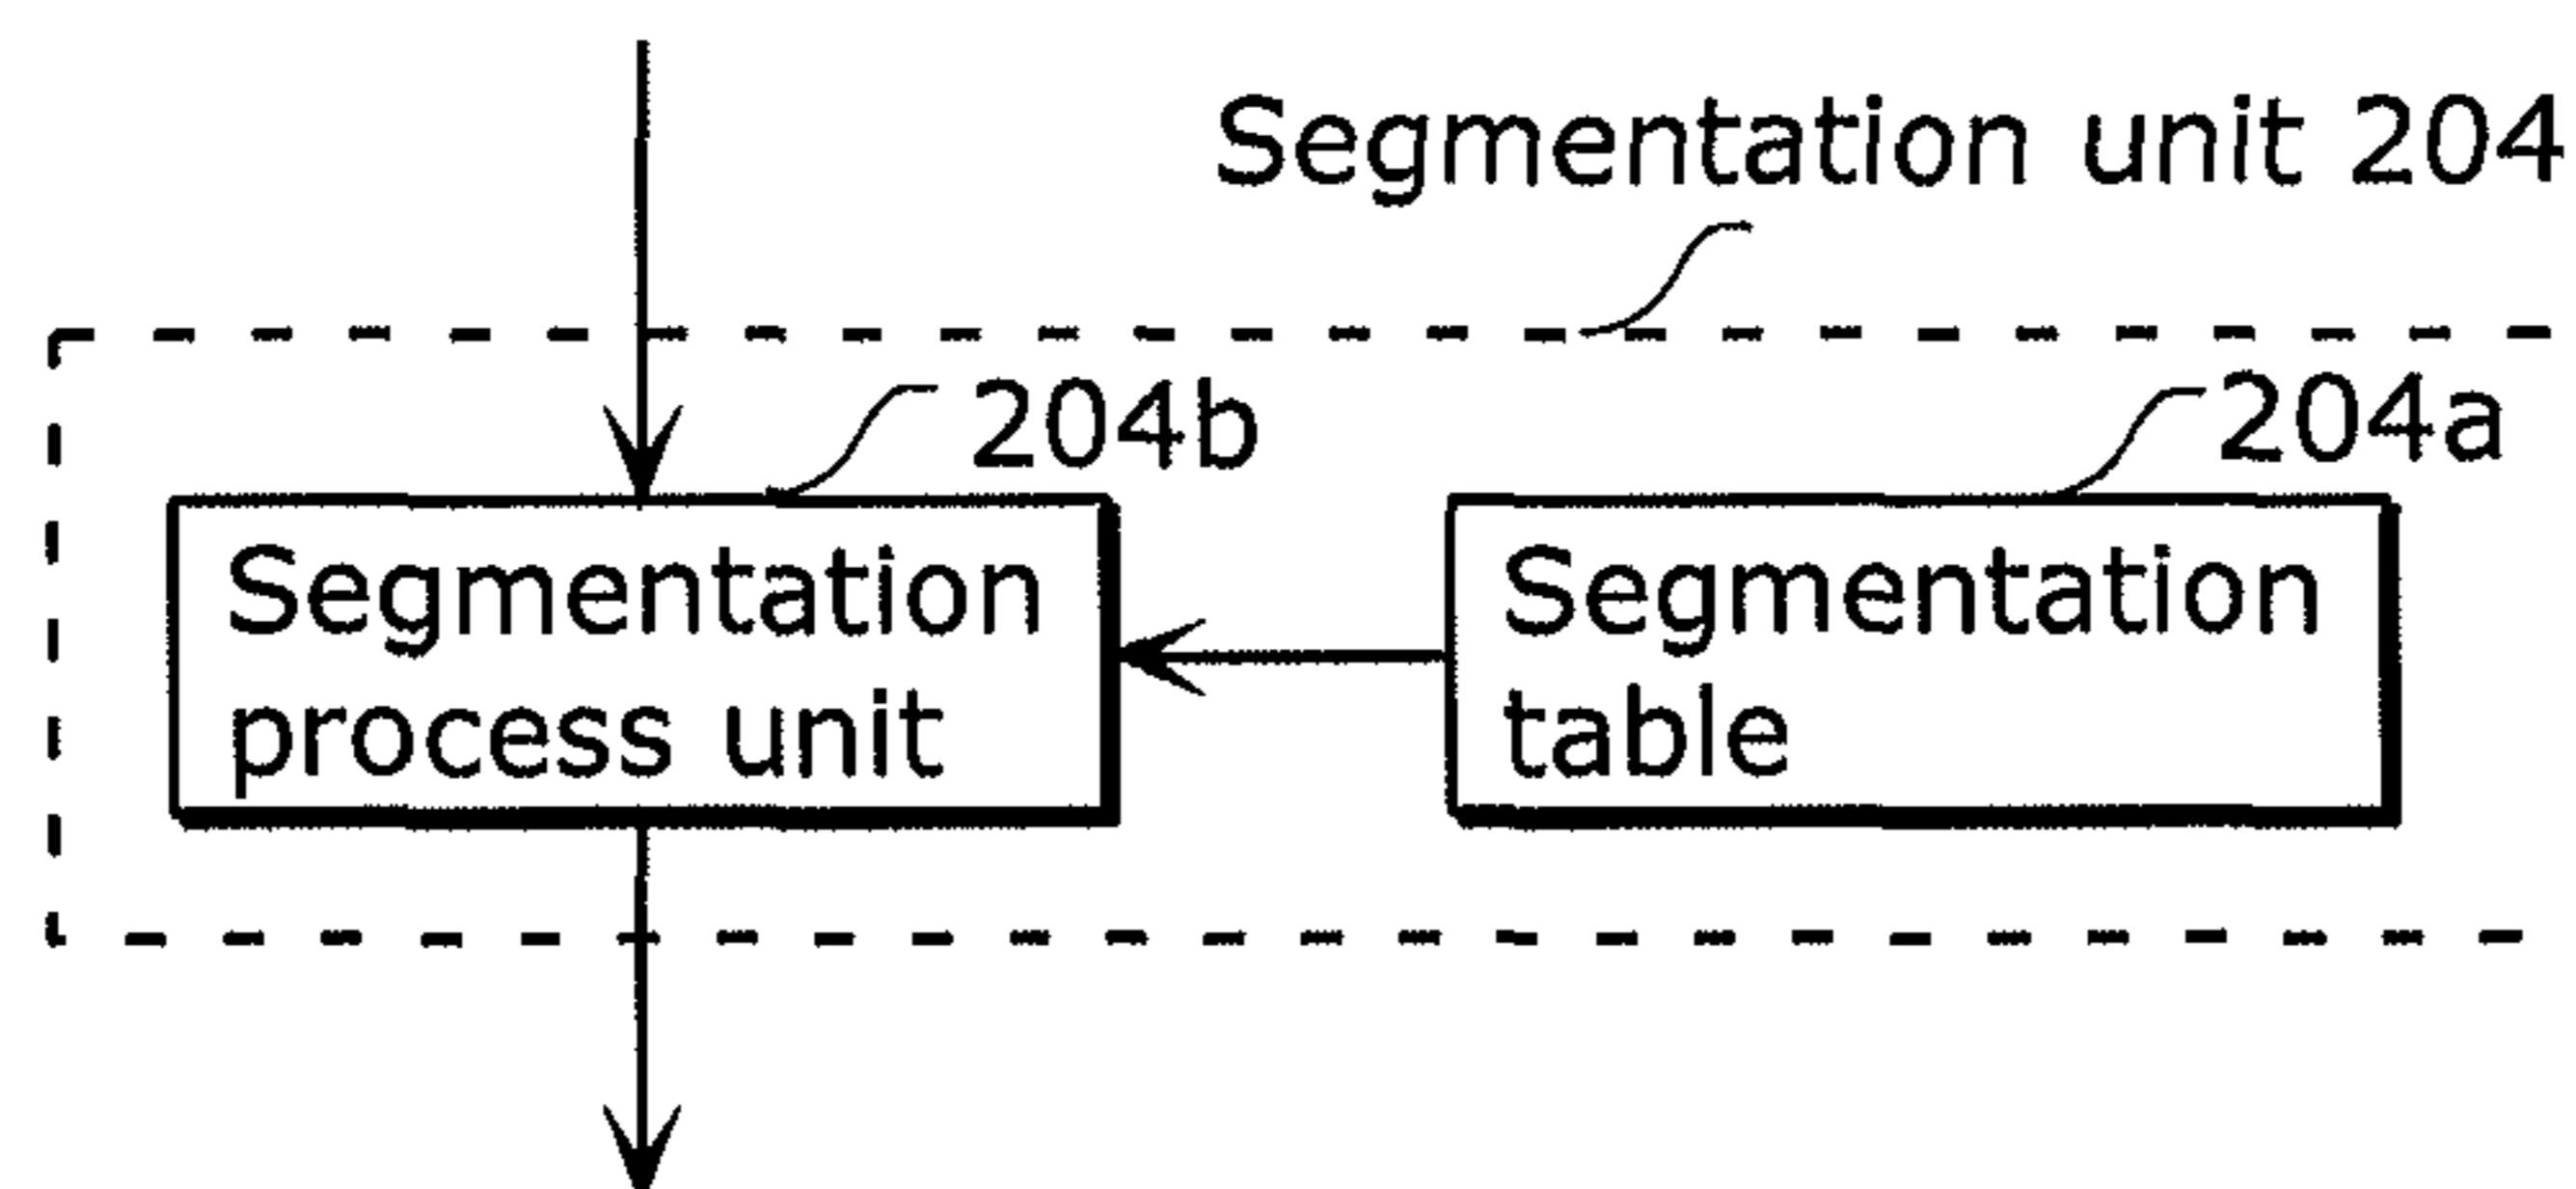 Segmentation unit 204
204b
204a
Segmentation
process unit
Segmentation
table